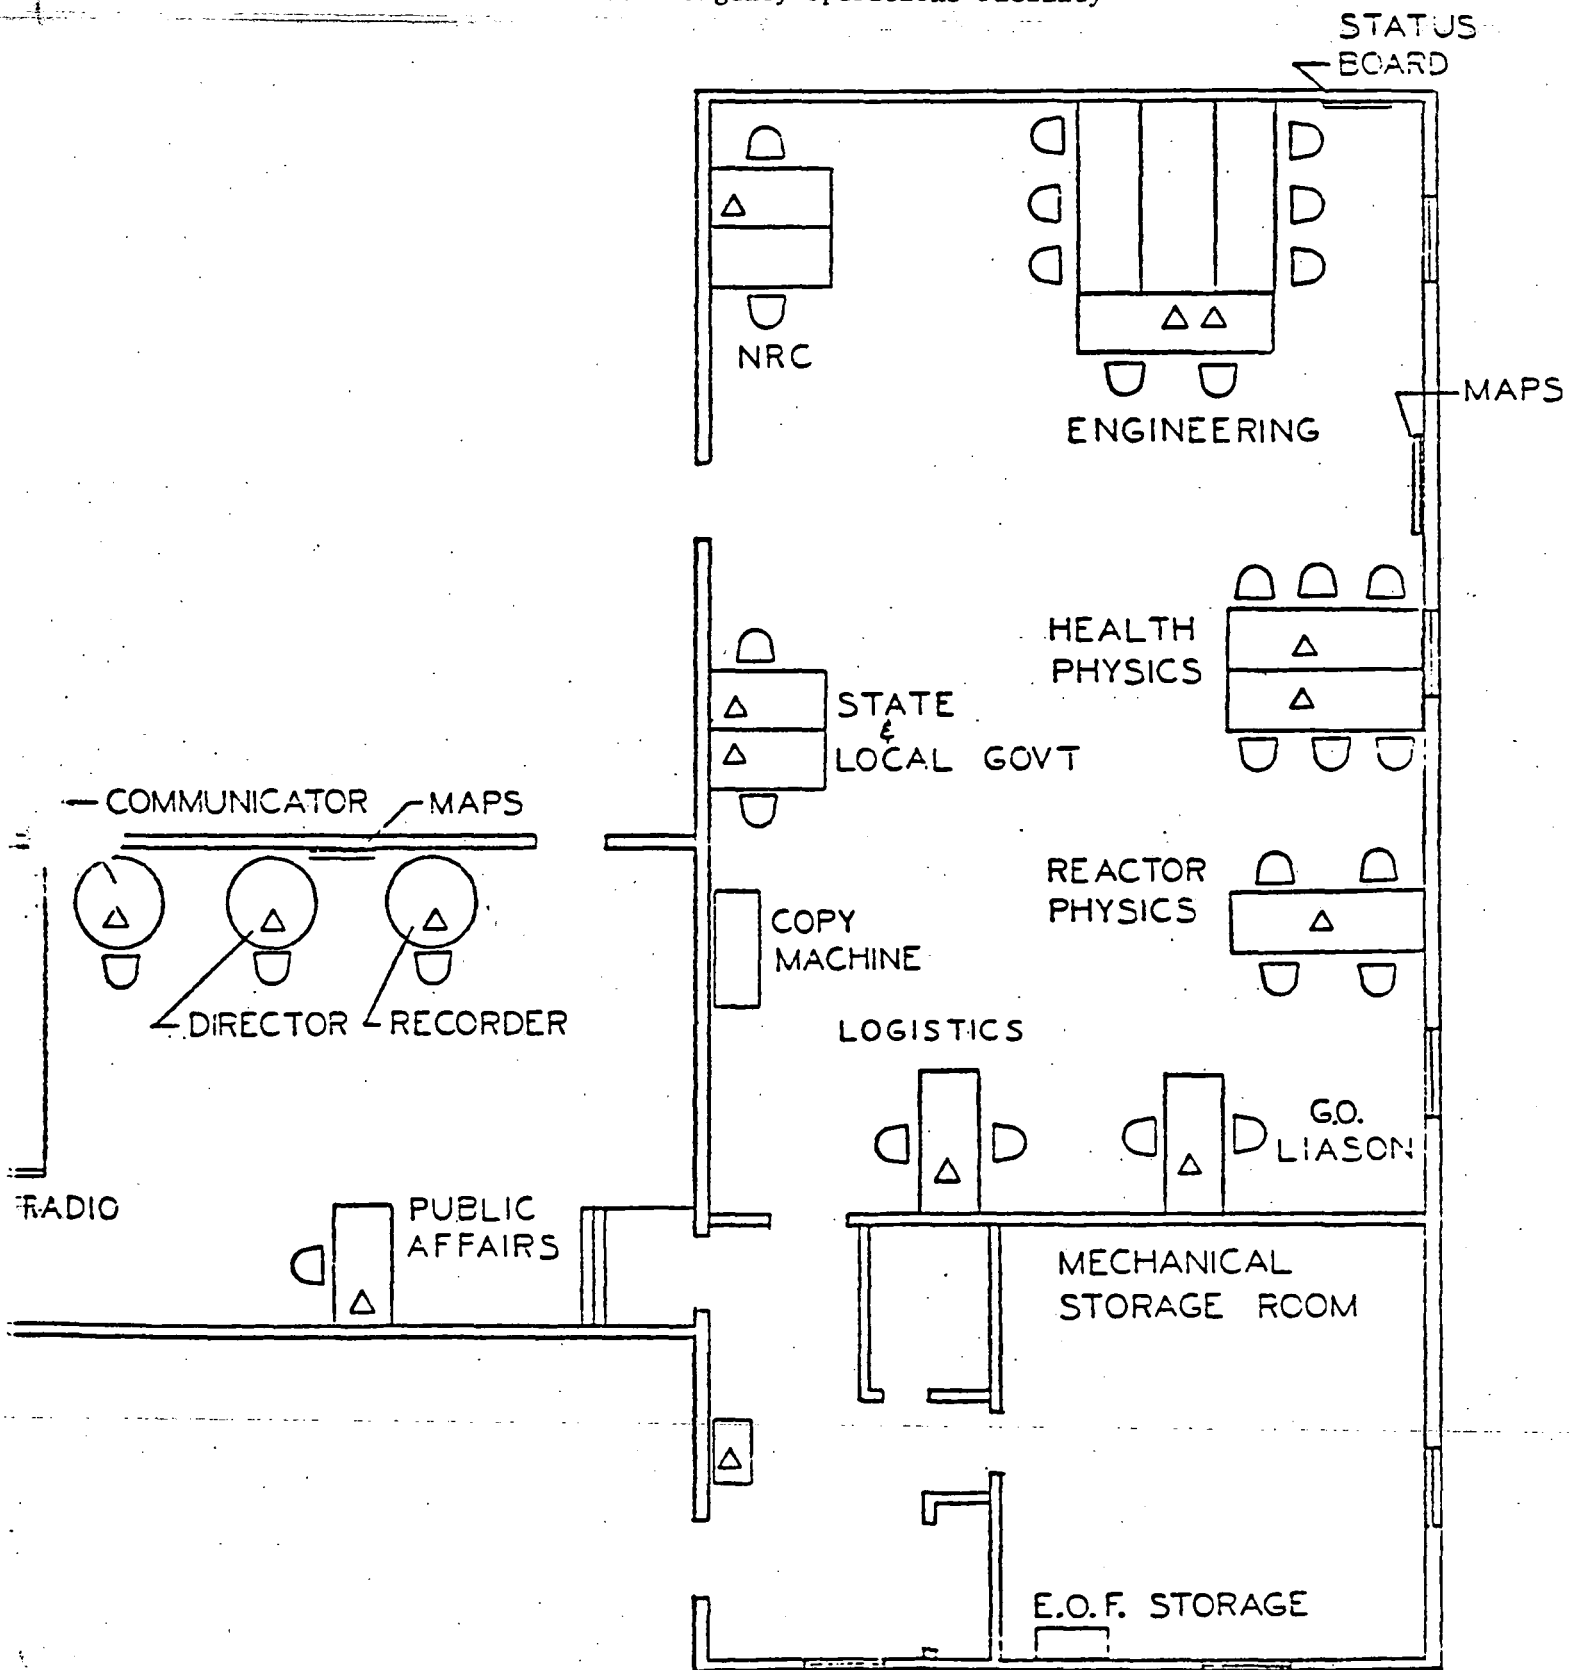 STATUS
BOARD
NRC
ENGINEERING
MAPS
HEALTH
PHYSICS
STATE
&
LOCAL GOVT
COMMUNICATOR
MAPS
REACTOR
PHYSICS
COPY
MACHINE
DIRECTOR
RECORDER
LOGISTICS
G.O.
LIASON
RADIO
PUBLIC
AFFAIRS
MECHANICAL
STORAGE ROOM
E.O.F. STORAGE